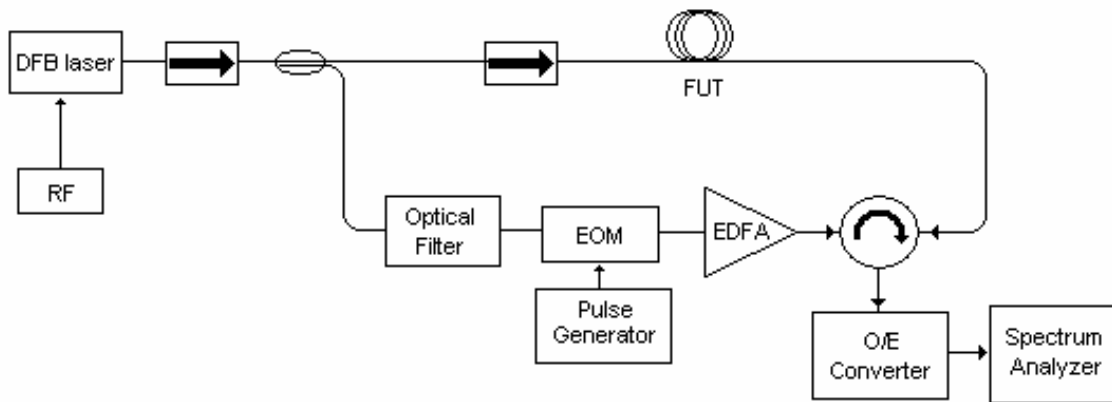 DFB laser
FUT
RF
Optical
Filter
EOM
EDFA
Pulse
Generator
O/E
Converter
Spectrum
Analyzer